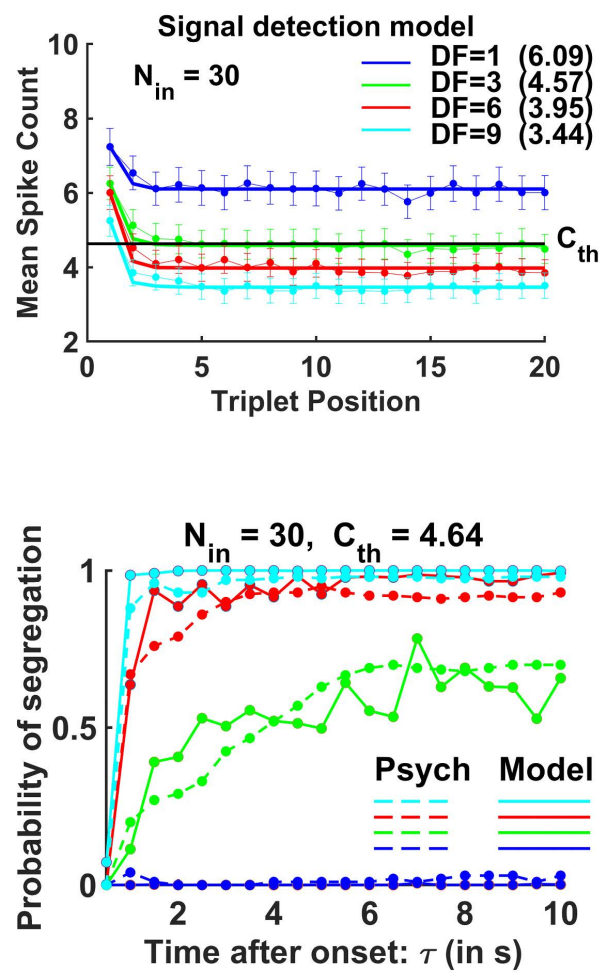 Signal detection model
N_in = 30
DF=1 (6.09)
DF=3 (4.57)
DF=6 (3.95)
DF=9 (3.44)
Mean Spike Count
10
8
6
4
2
C_th
0 5 10 15 20
Triplet Position
N_in = 30, C_th = 4.64
Probability of segregation
1
0.5
0
Psych Model
2 4 6 8 10
Time after onset: τ (in s)